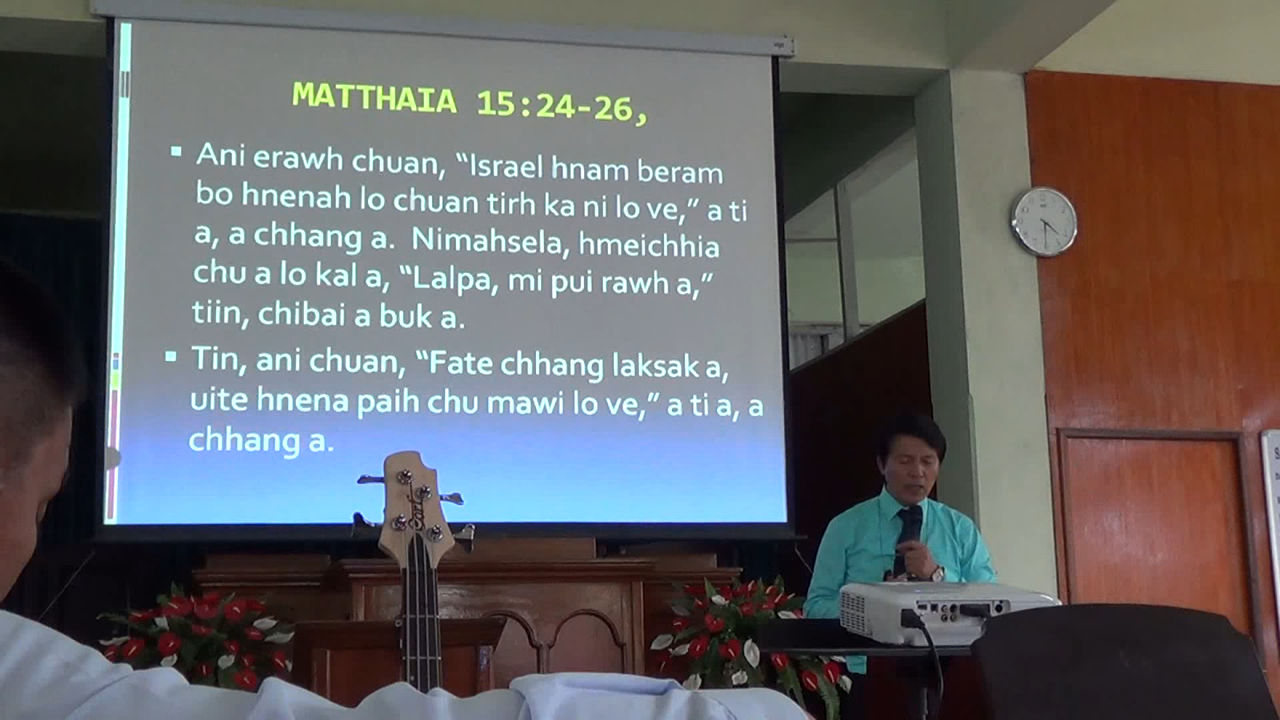 MATTHAIA 15:24-26,
Ani erawh chuan, “Israel hnam beram
bo hnenah lo chuan tirh ka ni lo ve,” a ti
a, a chhang a. Nimahsela, hmeichhia
chu a lo kal a, “Lalpa, mi pui rawh a,”
tiin, chibai a buk a.
Tin, ani chuan, “Fate chhang laksak a,
uite hnena paih chu mawi lo ve,” a ti a, a
chhang a.
Cort